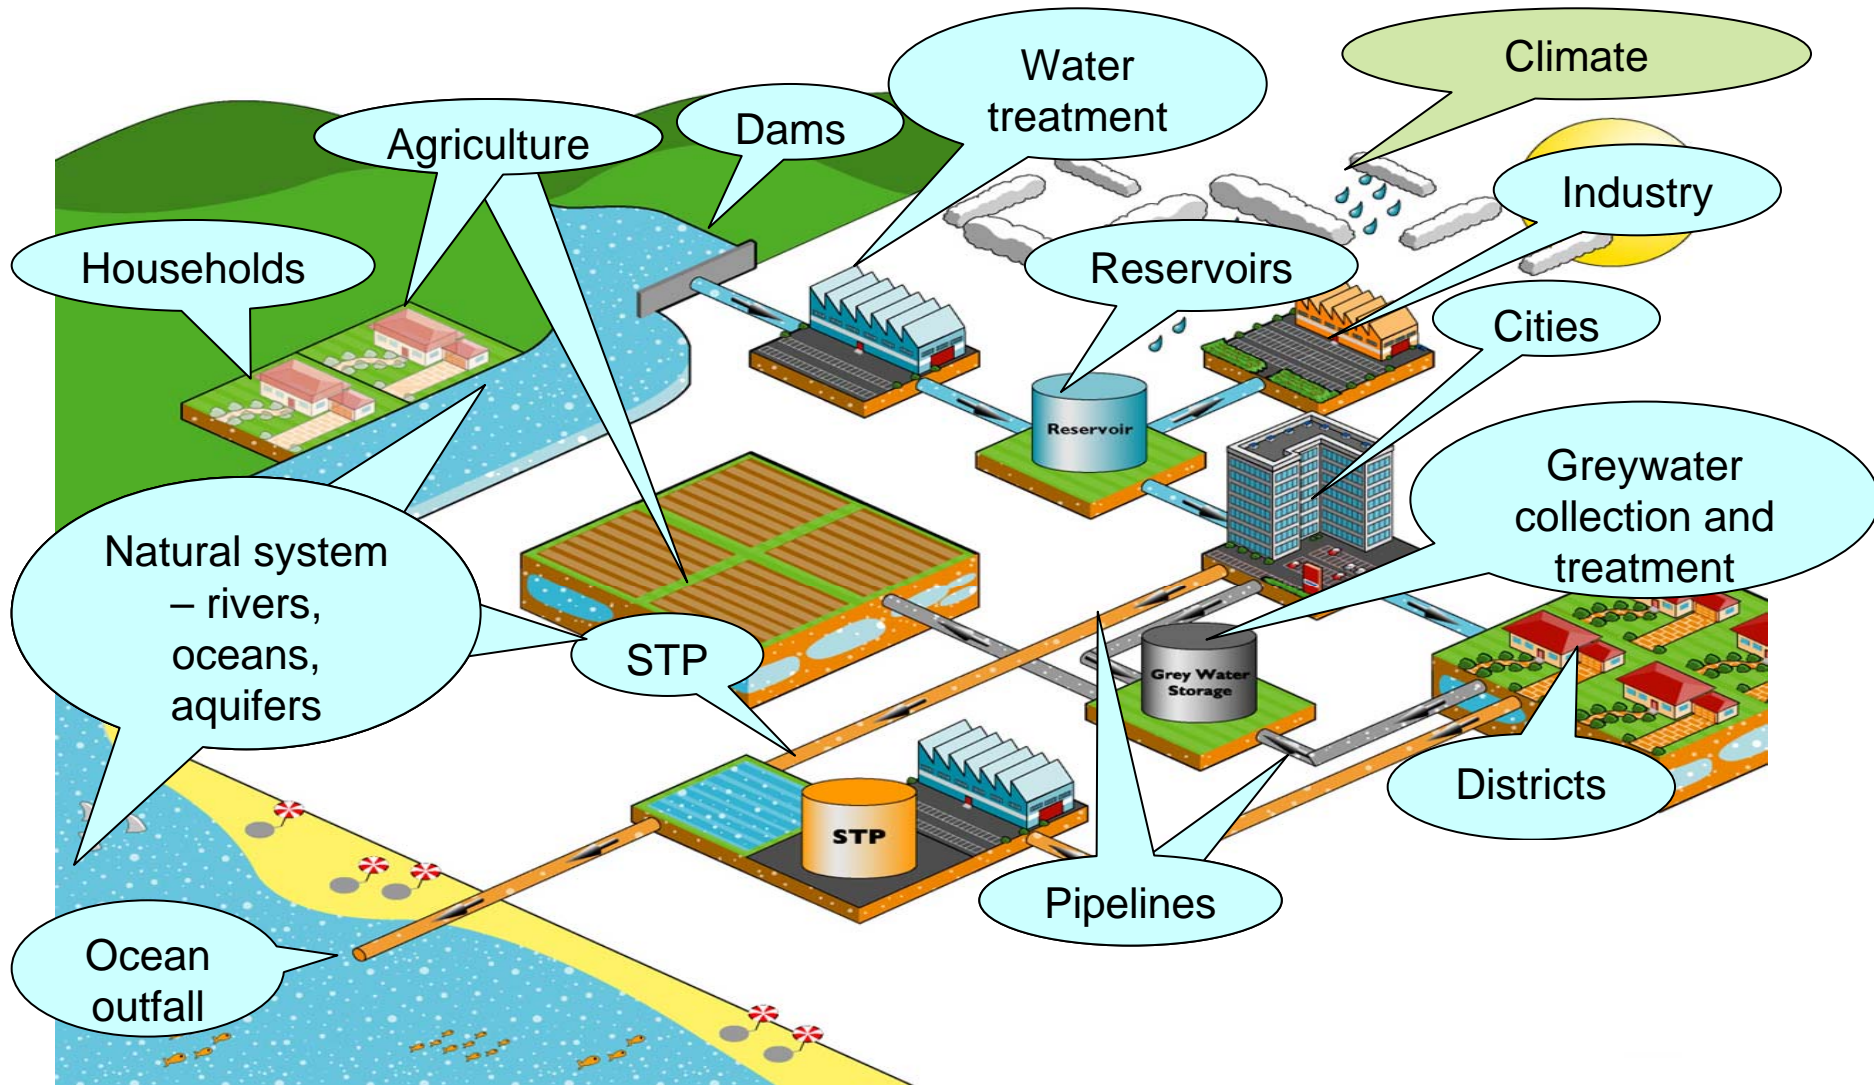 Climate
Water
treatment
Dams
Agriculture
Industry
Households
Reservoirs
Cities
Reservoir
Greywater
collection and
treatment
Natural system
– rivers,
oceans,
aquifers
STP
Grey Water
Storage
Districts
STP
Pipelines
Ocean
outfall